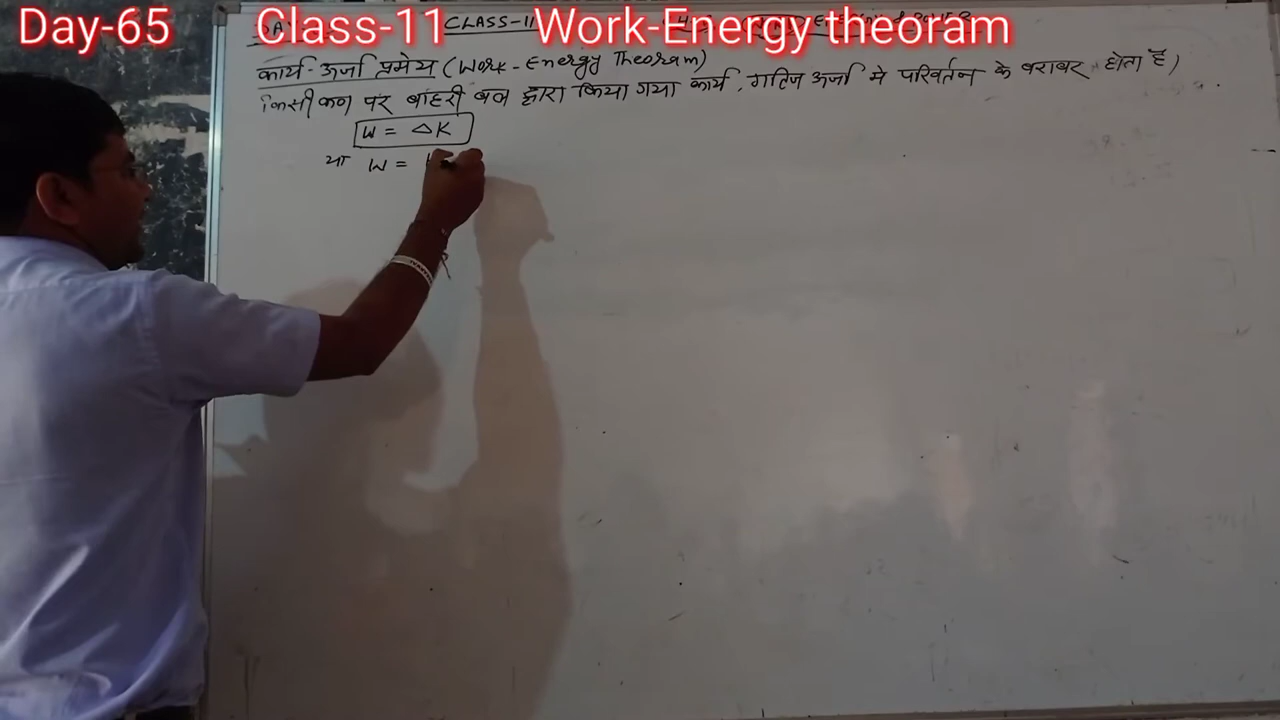 Day-65 Class-11 Work-Energy theoram
CLASS-11
कार्य-ऊर्जा प्रमेय (Work-Energy Theoram)
किसी कण पर बाहरी बल द्वारा किया गया कार्य, गतिज ऊर्जा मे परिवर्तन के बराबर होता है)
W = ΔK
या W =